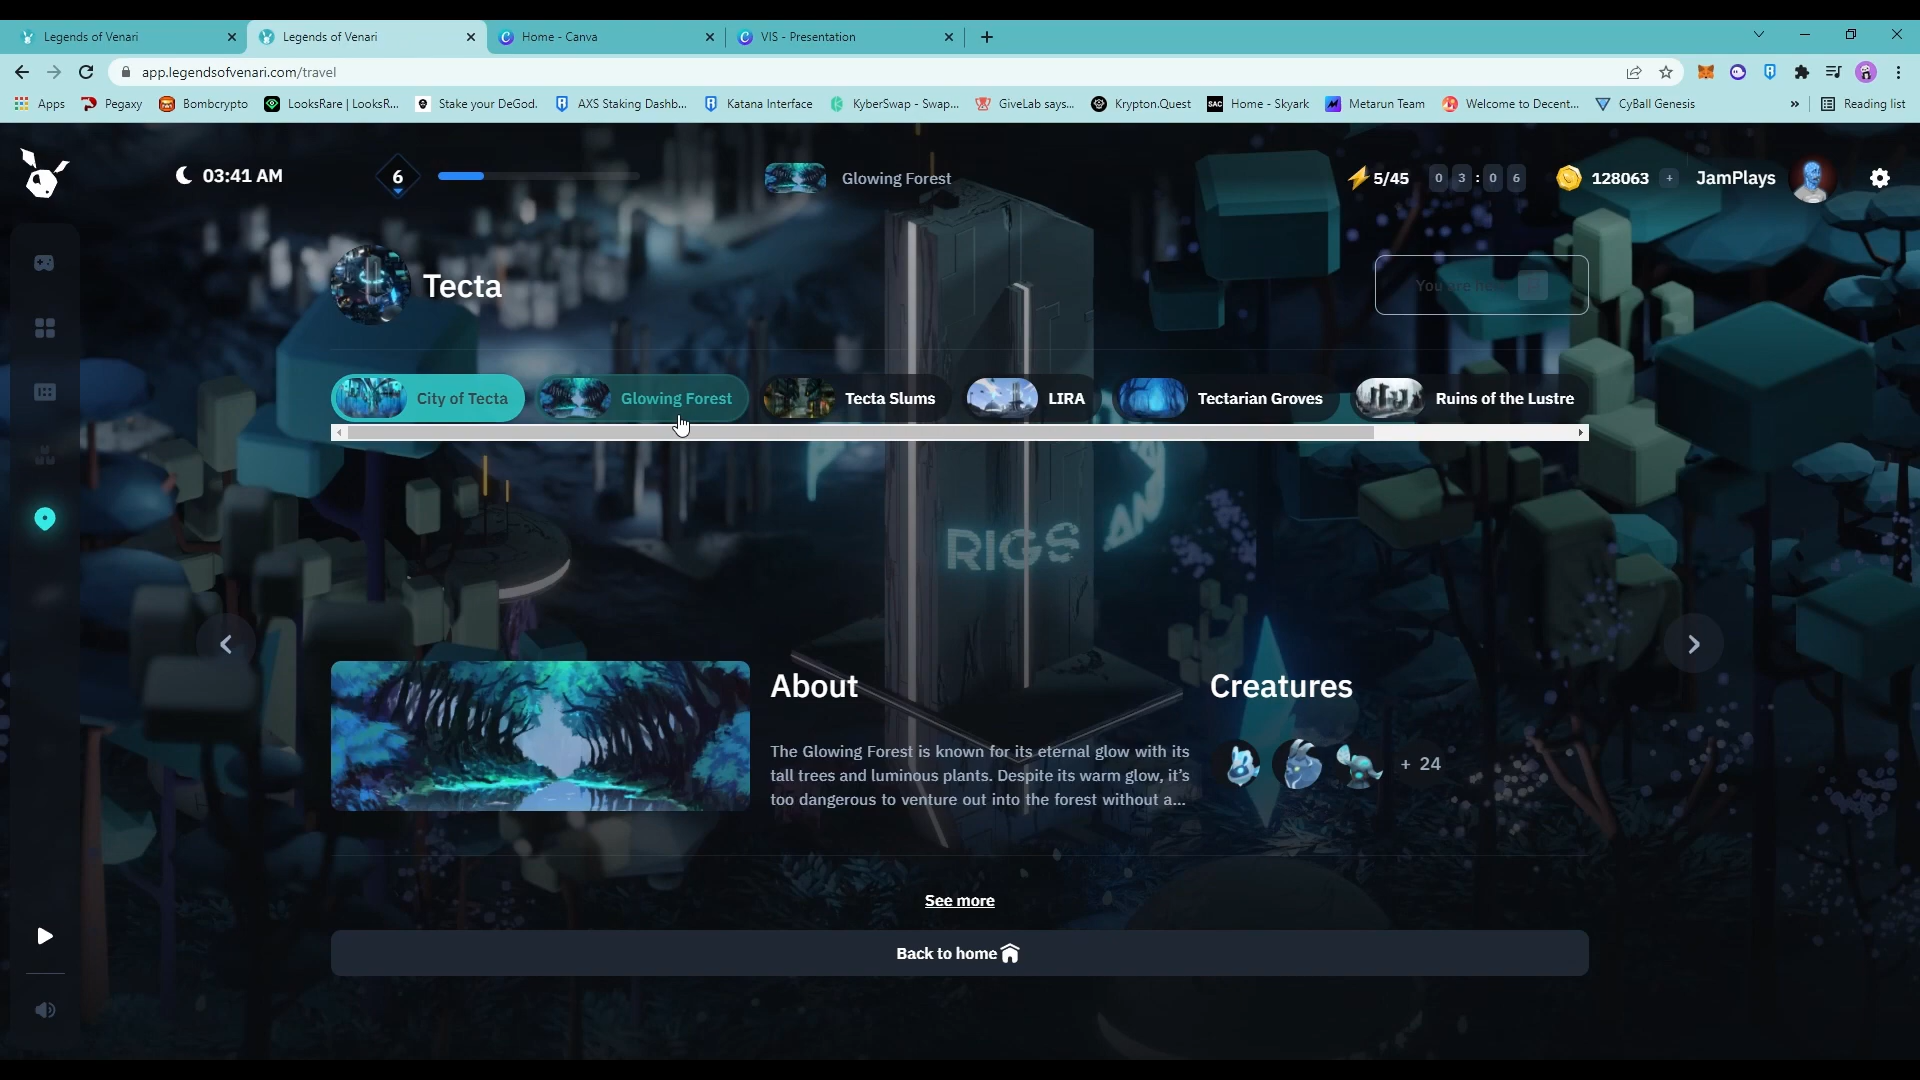 Legends of Venari
Legends of Venari
Home - Canva
VIS - Presentation
app.legendsofvenari.com/travel
Apps
Pegaxy
Bombcrypto
LooksRare | LooksR...
Stake your DeGod.
AXS Staking Dashb...
Katana Interface
KyberSwap - Swap...
GiveLab says...
Krypton.Quest
SAC
Home - Skyark
Metarun Team
Welcome to Decent...
CyBall Genesis
»
Reading list
03:41 AM
6
Glowing Forest
5/45
0 3 : 0 6
128063
+
JamPlays
Tecta
You are here
City of Tecta
Glowing Forest
Tecta Slums
LIRA
Tectarian Groves
Ruins of the Lustre
RIGS
About
Creatures
The Glowing Forest is known for its eternal glow with its
tall trees and luminous plants. Despite its warm glow, it's
too dangerous to venture out into the forest without a...
+ 24
See more
Back to home